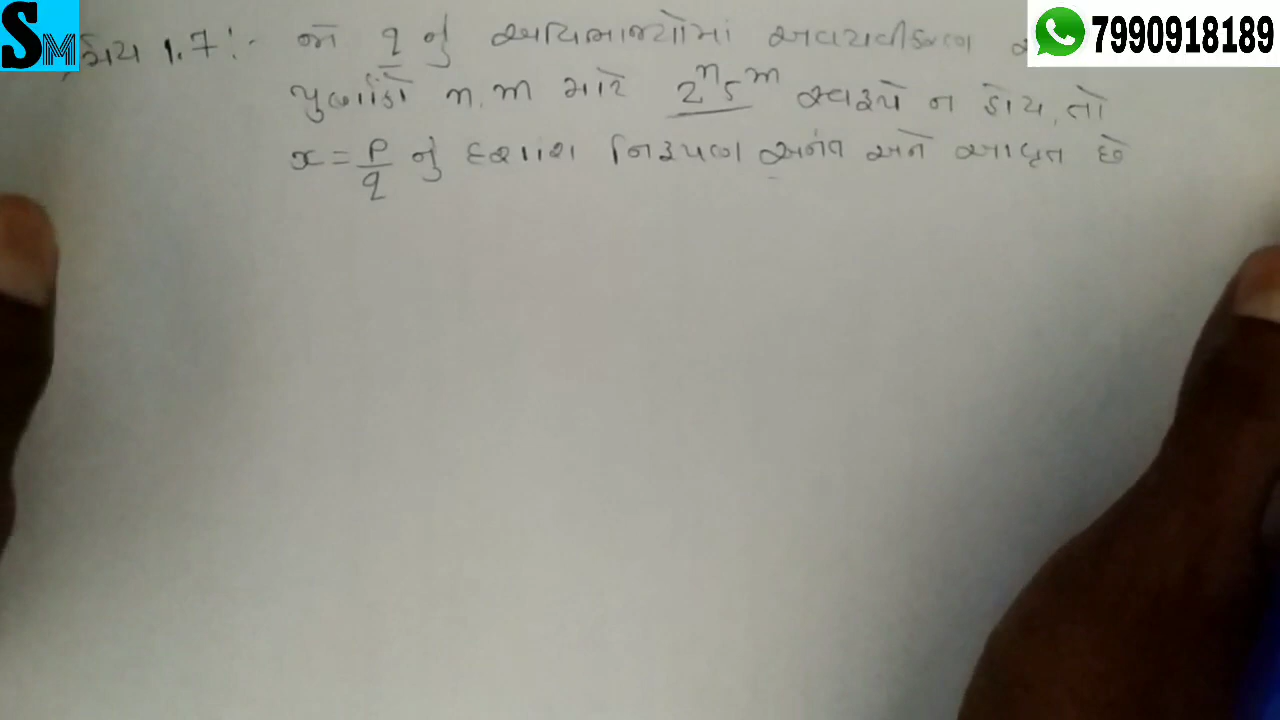 SM
7990918189
પ્રમેય 1.7 :- જો q નું અવિભાજ્યોમાં અવયવીકરણ
પુર્ણાંકો n, m માટે 2ⁿ5ᵐ સ્વરૂપે ન હોય, તો
x = p/q નું દશાંશ નિરૂપણ અનંત અને આવૃત છે